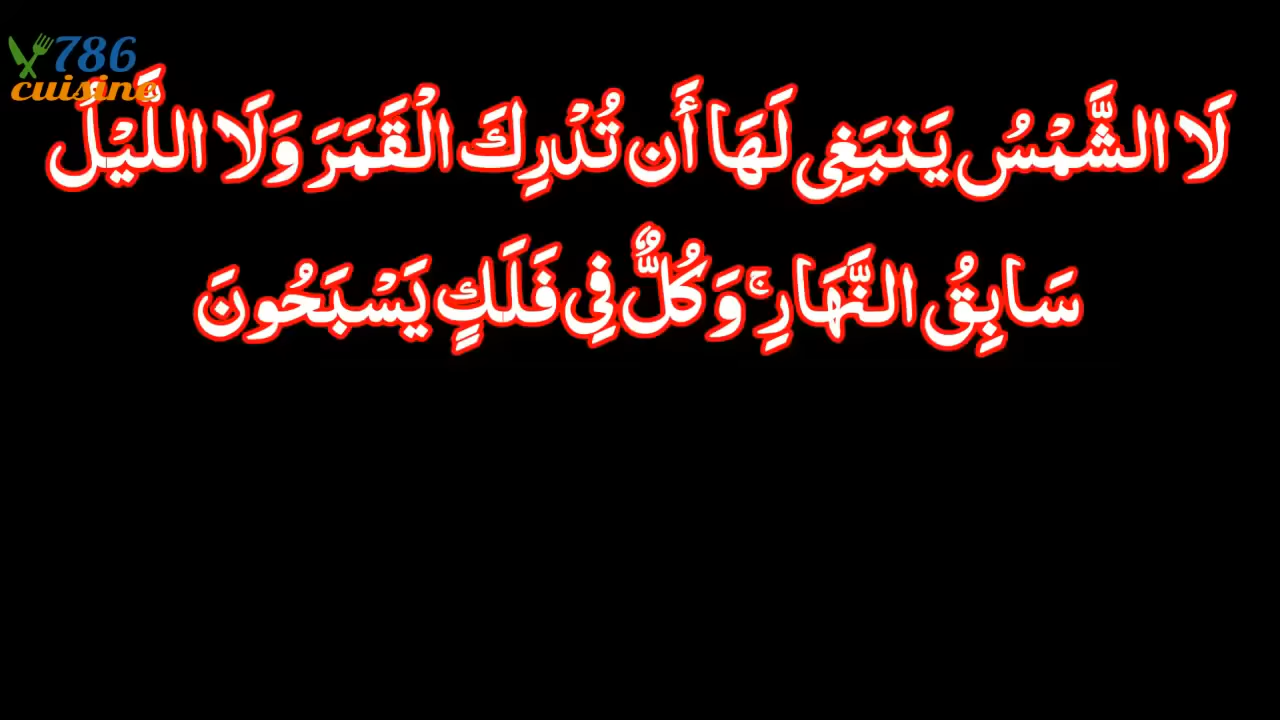 786
cuisine
لَا الشَّمْسُ يَنبَغِي لَهَا أَن تُدْرِكَ الْقَمَرَ وَلَا اللَّيْلُ
سَابِقُ النَّهَارِ ۚ وَكُلٌّ فِي فَلَكٍ يَسْبَحُونَ